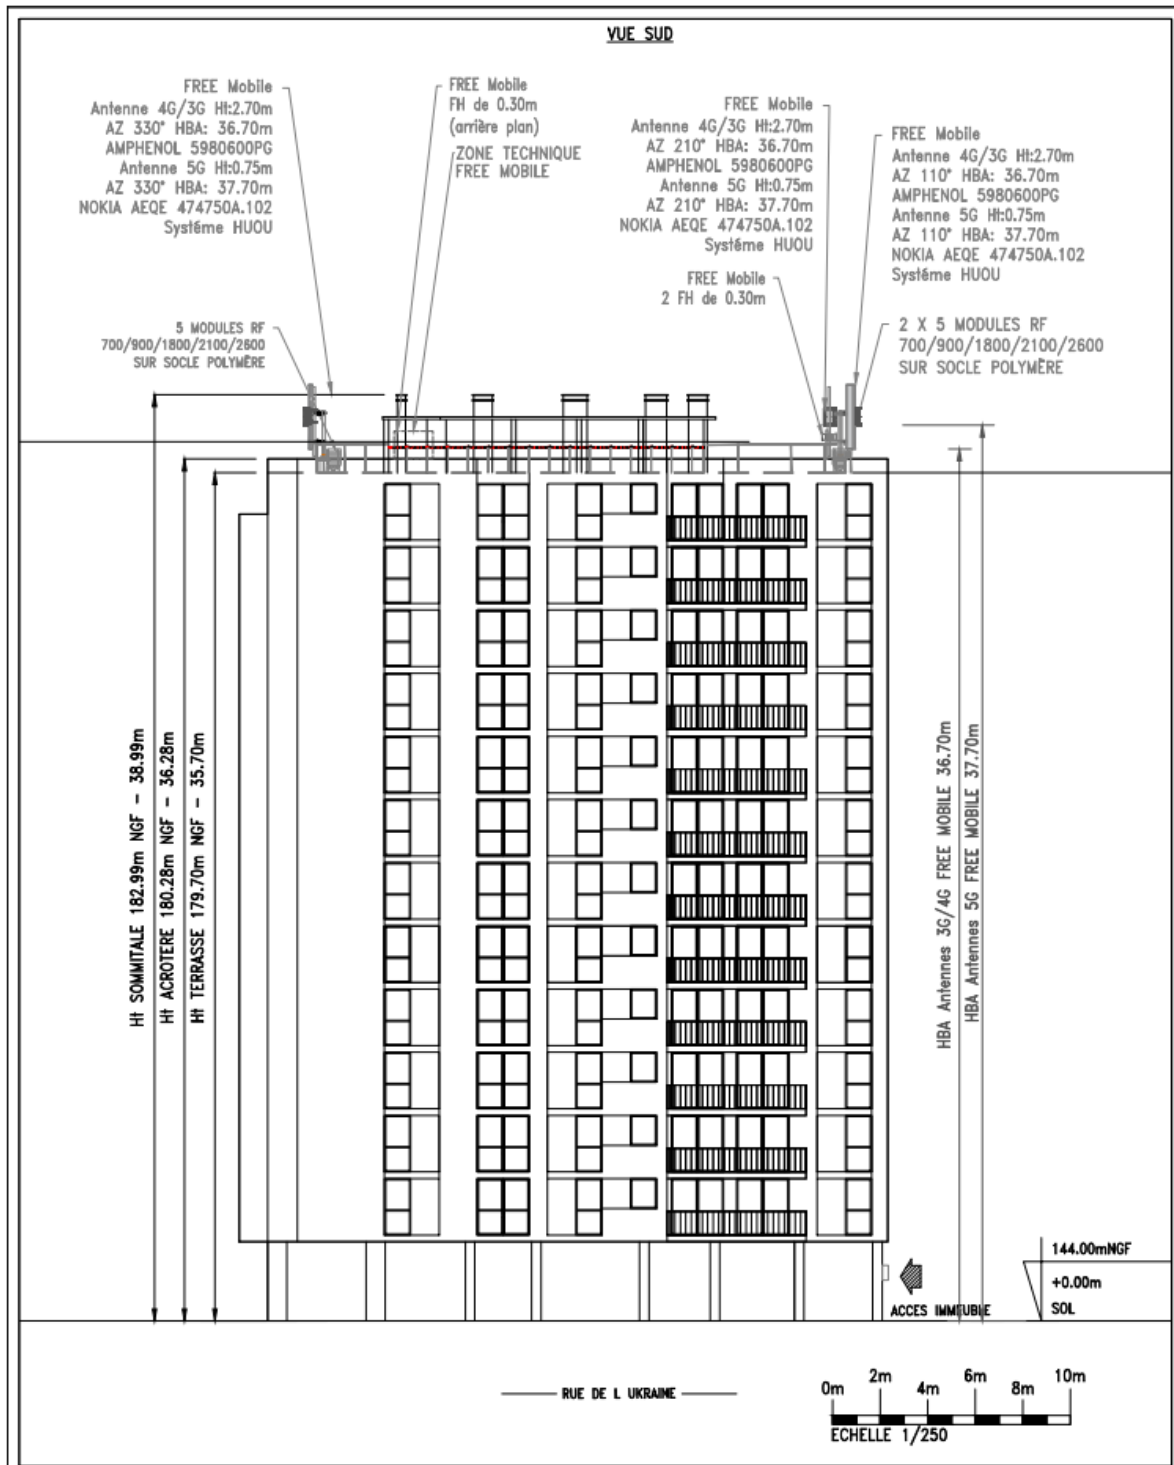 VUE SUD
FREE Mobile
Antenne 4G/3G Ht:2.70m
AZ 330° HBA: 36.70m
AMPHENOL 5980600PG
Antenne 5G Ht:0.75m
AZ 330° HBA: 37.70m
NOKIA AEQE 474750A.102
Systéme HUOU
FREE Mobile
FH de 0.30m
(arrière plan)
ZONE TECHNIQUE
FREE MOBILE
FREE Mobile
Antenne 4G/3G Ht:2.70m
AZ 210° HBA: 36.70m
AMPHENOL 5980600PG
Antenne 5G Ht:0.75m
AZ 210° HBA: 37.70m
NOKIA AEQE 474750A.102
Systéme HUOU
FREE Mobile
Antenne 4G/3G Ht:2.70m
AZ 110° HBA: 36.70m
AMPHENOL 5980600PG
Antenne 5G Ht:0.75m
AZ 110° HBA: 37.70m
NOKIA AEQE 474750A.102
Systéme HUOU
FREE Mobile
2 FH de 0.30m
5 MODULES RF
700/900/1800/2100/2600
SUR SOCLE POLYMÈRE
2 X 5 MODULES RF
700/900/1800/2100/2600
SUR SOCLE POLYMÈRE
Ht SOMMITALE 182.99m NGF - 38.99m
Ht ACROTERE 180.28m NGF - 36.28m
Ht TERRASSE 179.70m NGF - 35.70m
HBA Antennes 3G/4G FREE MOBILE 36.70m
HBA Antennes 5G FREE MOBILE 37.70m
144.00mNGF
+0.00m
SOL
ACCES IMMEUBLE
RUE DE L UKRAINE
0m 2m 4m 6m 8m 10m
ECHELLE 1/250